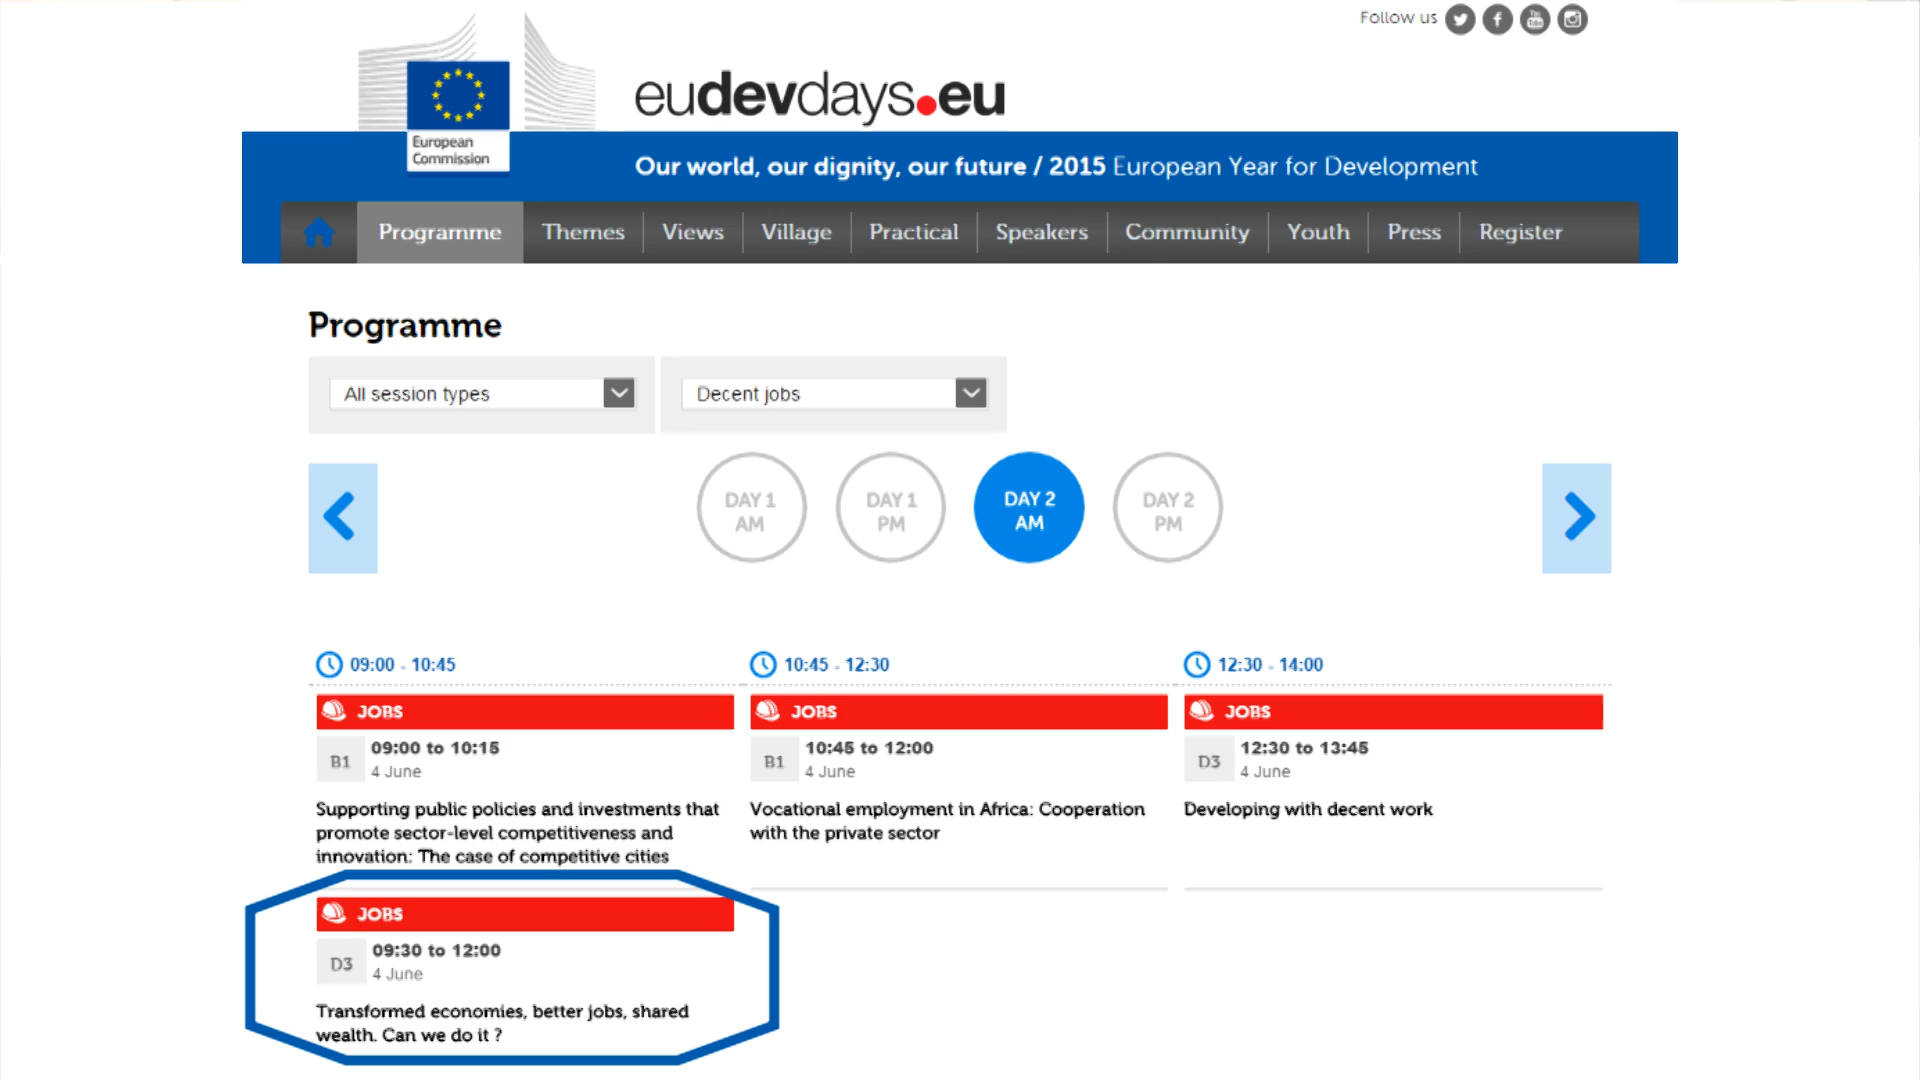 Follow us
eudevdays.eu
European
Commission
Our world, our dignity, our future / 2015 European Year for Development
Programme Themes Views Village Practical Speakers Community Youth Press Register
Programme
All session types Decent jobs
DAY 1
AM
DAY 1
PM
DAY 2
AM
DAY 2
PM
09:00 - 10:45
JOBS
B1
09:00 to 10:15
4 June
Supporting public policies and investments that
promote sector-level competitiveness and
innovation: The case of competitive cities
JOBS
D3
09:30 to 12:00
4 June
Transformed economies, better jobs, shared
wealth. Can we do it ?
10:45 - 12:30
JOBS
B1
10:45 to 12:00
4 June
Vocational employment in Africa: Cooperation
with the private sector
12:30 - 14:00
JOBS
D3
12:30 to 13:45
4 June
Developing with decent work